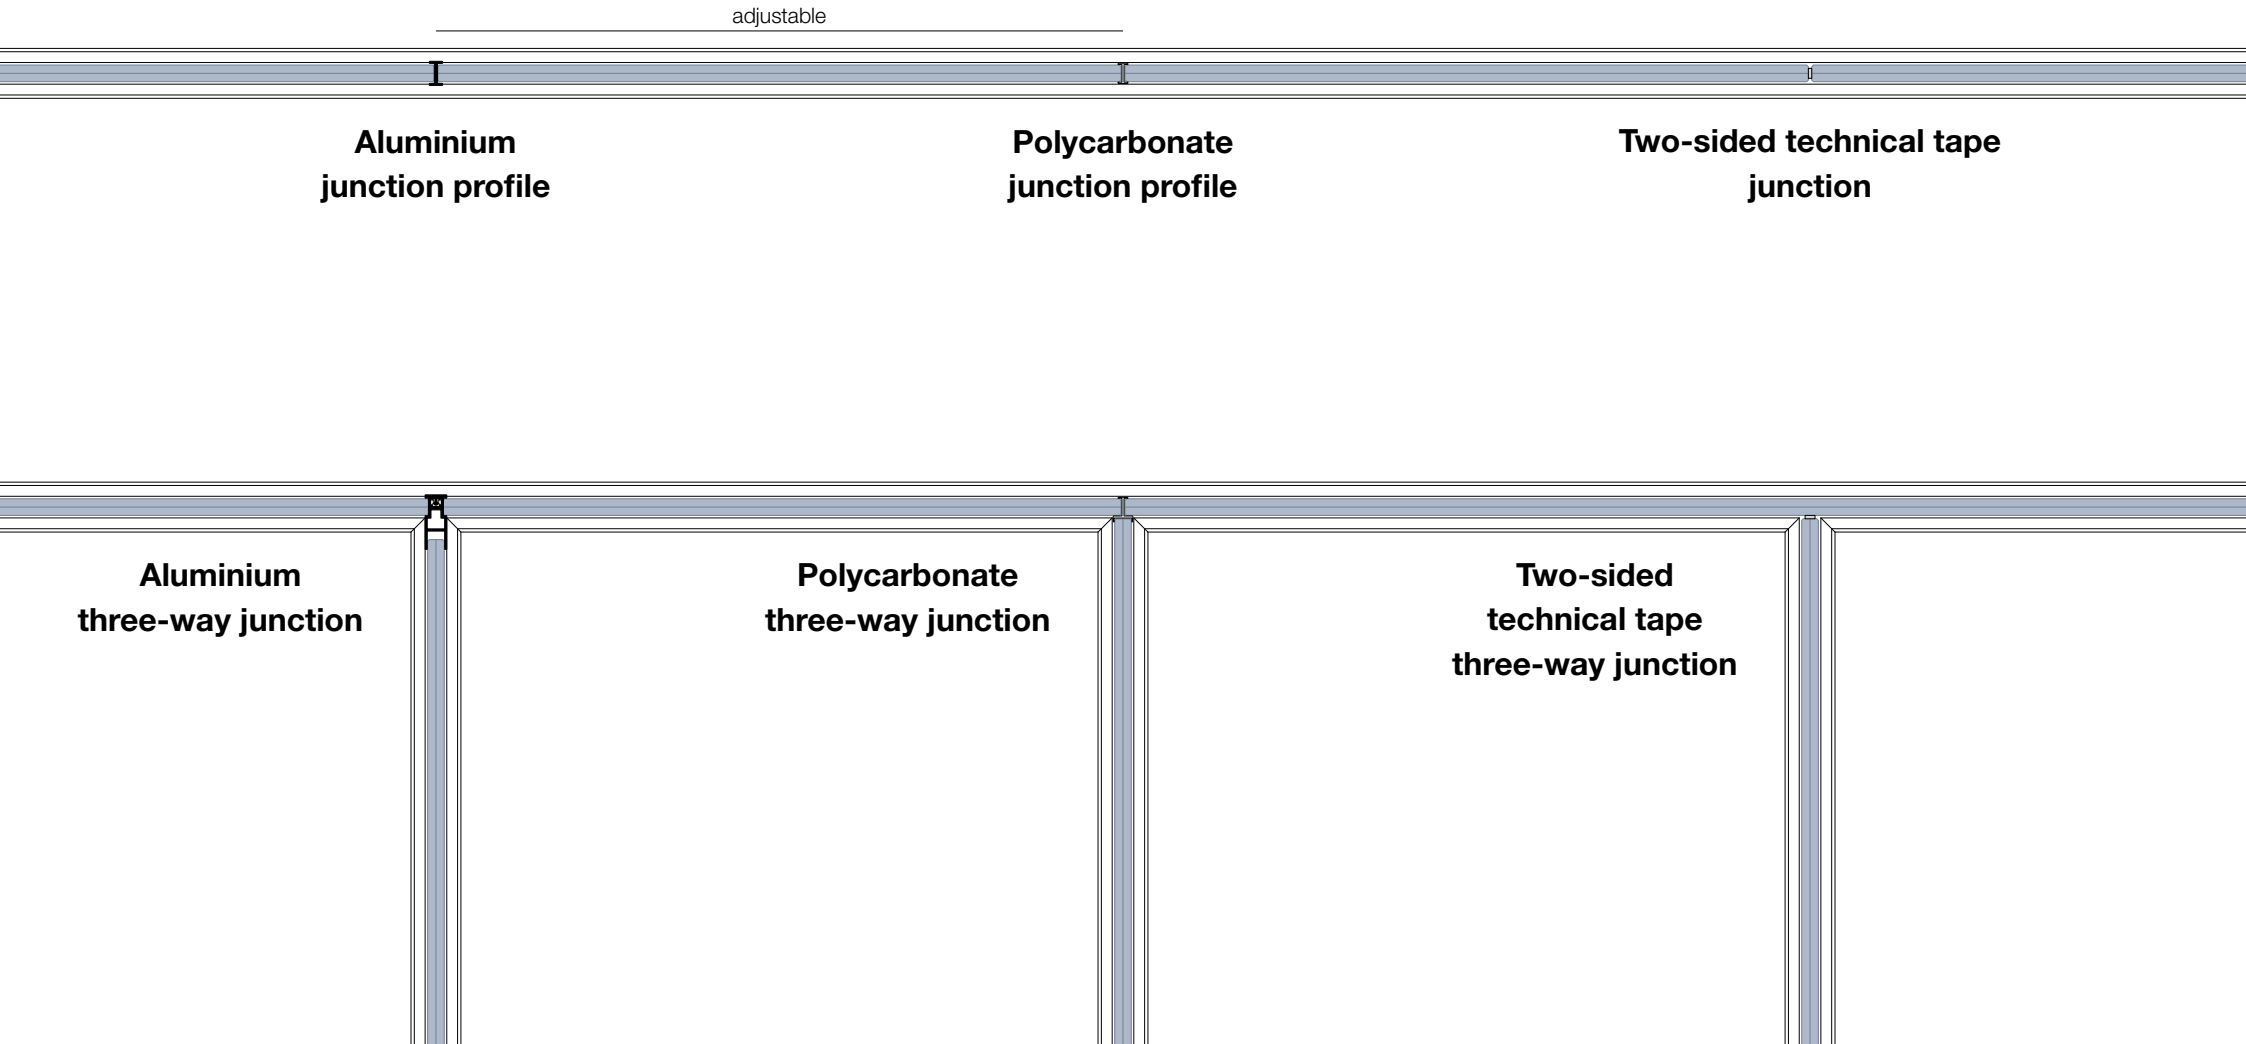 adjustable
Aluminium
junction profile
Polycarbonate
junction profile
Two-sided technical tape
junction
Aluminium
three-way junction
Polycarbonate
three-way junction
Two-sided
technical tape
three-way junction